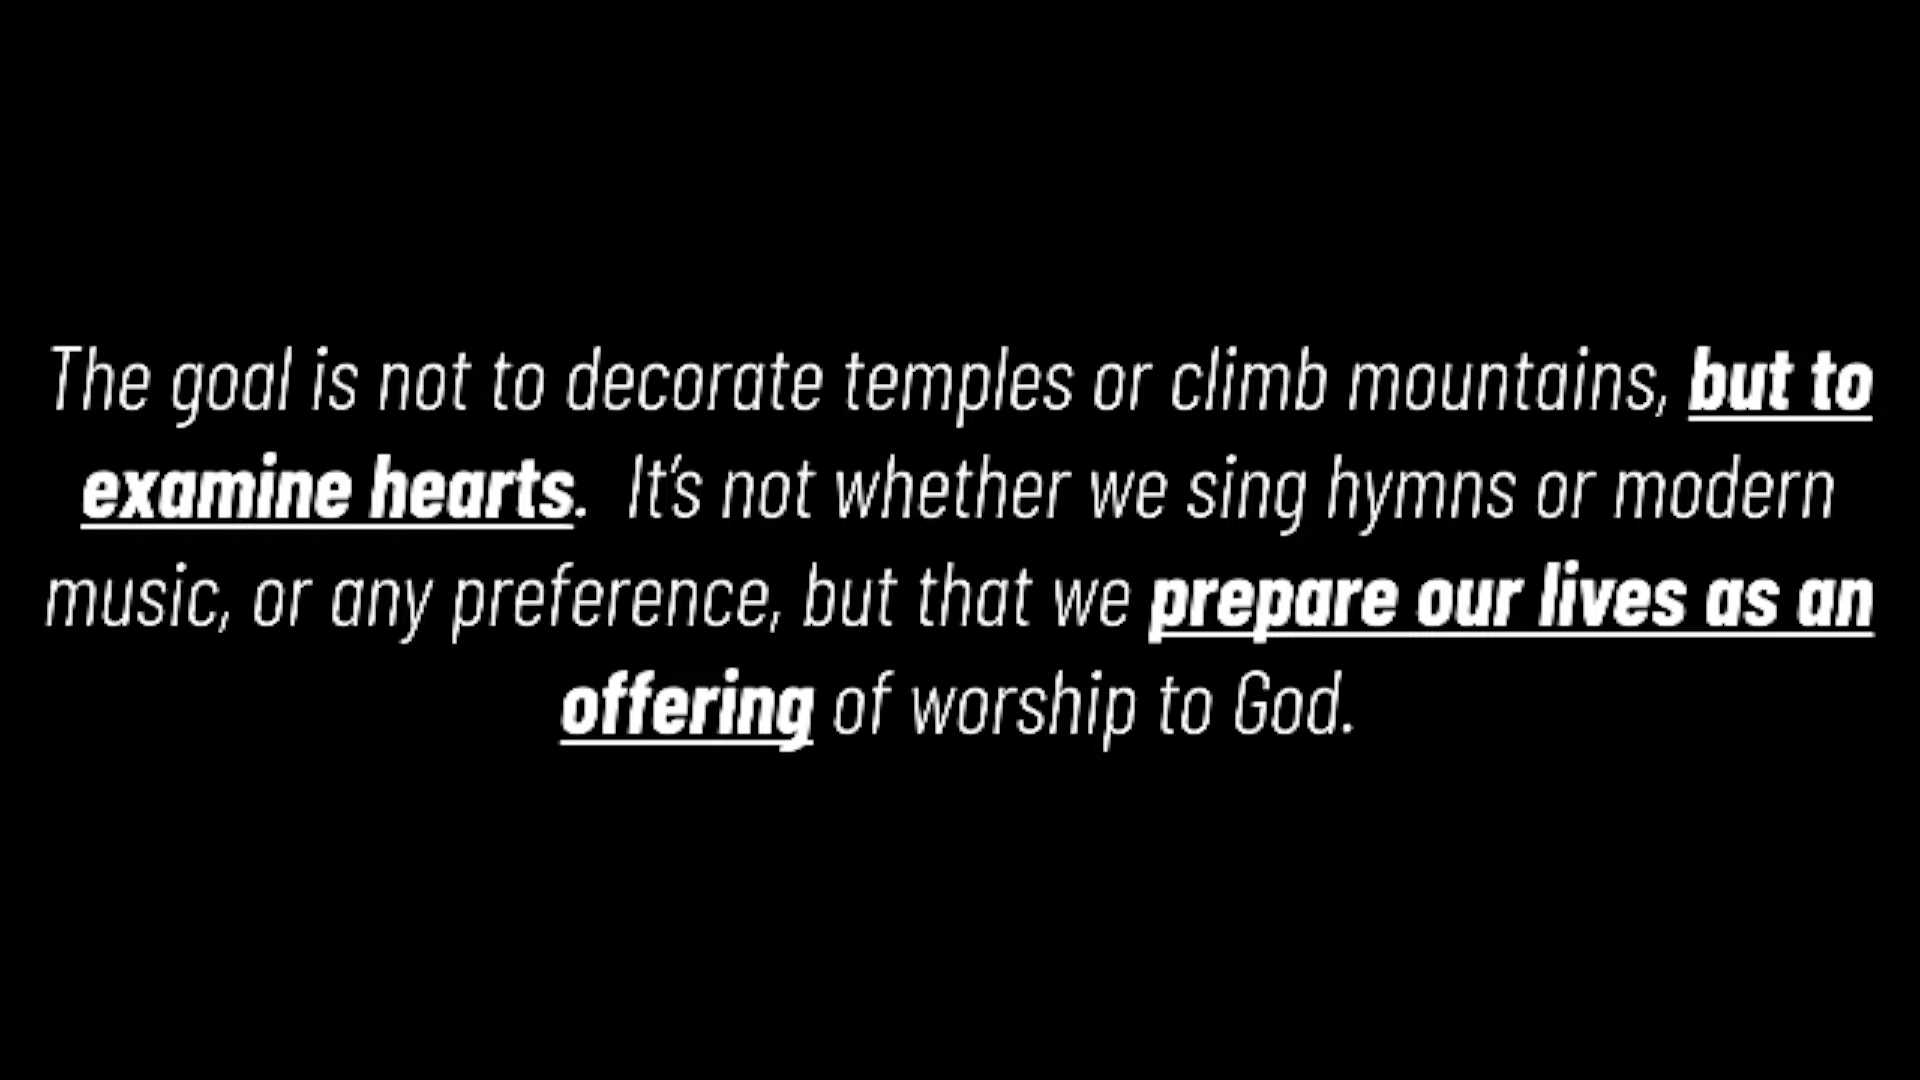 The goal is not to decorate temples or climb mountains, but to
examine hearts.  It's not whether we sing hymns or modern
music, or any preference, but that we prepare our lives as an
offering of worship to God.